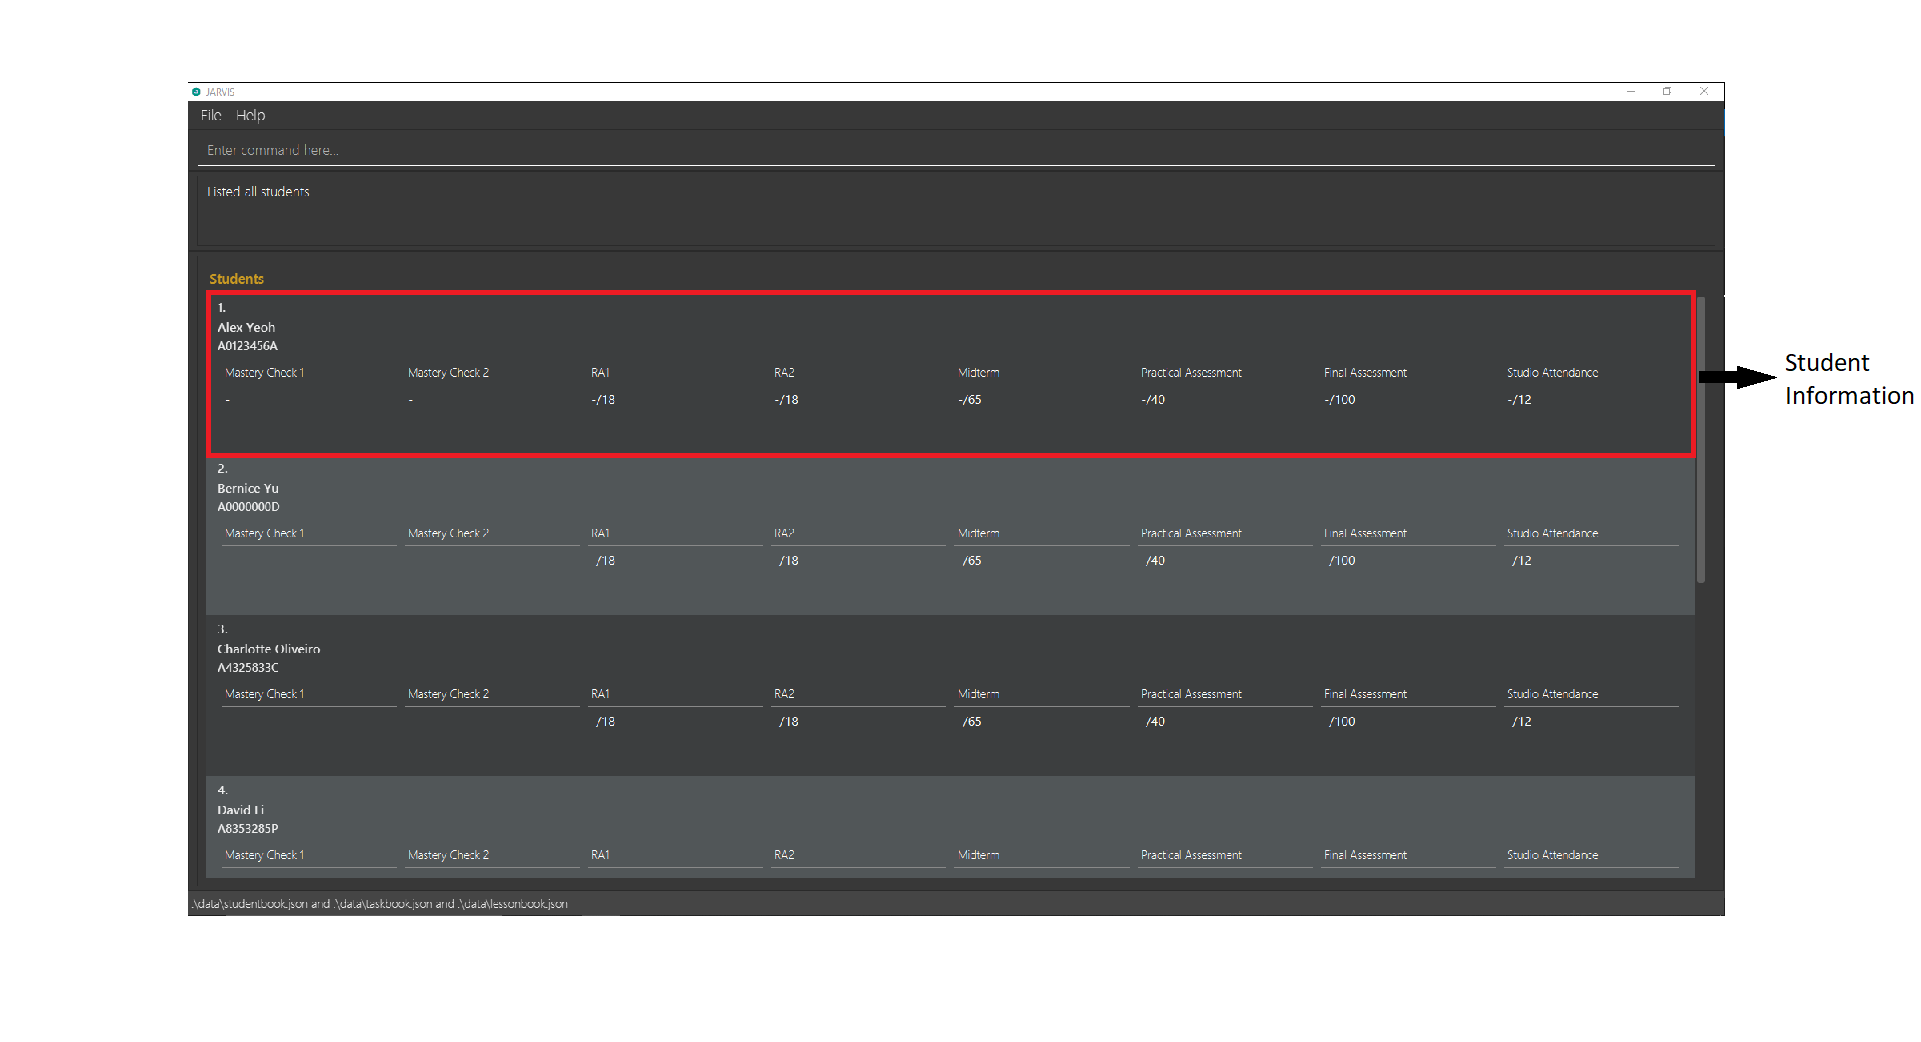 JARVIS
File Help
Enter command here...
Listed all students
Students
1.
Alex Yeoh
A0123456A
Mastery Check 1 Mastery Check 2 RA1 RA2 Midterm Practical Assessment Final Assessment Studio Attendance
- - -/18 -/18 -/65 -/40 -/100 -/12
Student
Information
2.
Bernice Yu
A0000000D
Mastery Check 1 Mastery Check 2 RA1 RA2 Midterm Practical Assessment Final Assessment Studio Attendance
/18 /18 /65 /40 /100 /12
3.
Charlotte Oliveiro
A4325833C
Mastery Check 1 Mastery Check 2 RA1 RA2 Midterm Practical Assessment Final Assessment Studio Attendance
/18 /18 /65 /40 /100 /12
4.
David Li
A8353285P
Mastery Check 1 Mastery Check 2 RA1 RA2 Midterm Practical Assessment Final Assessment Studio Attendance
.\data\studentbook.json and .\data\taskbook.json and .\data\lessonbook.json